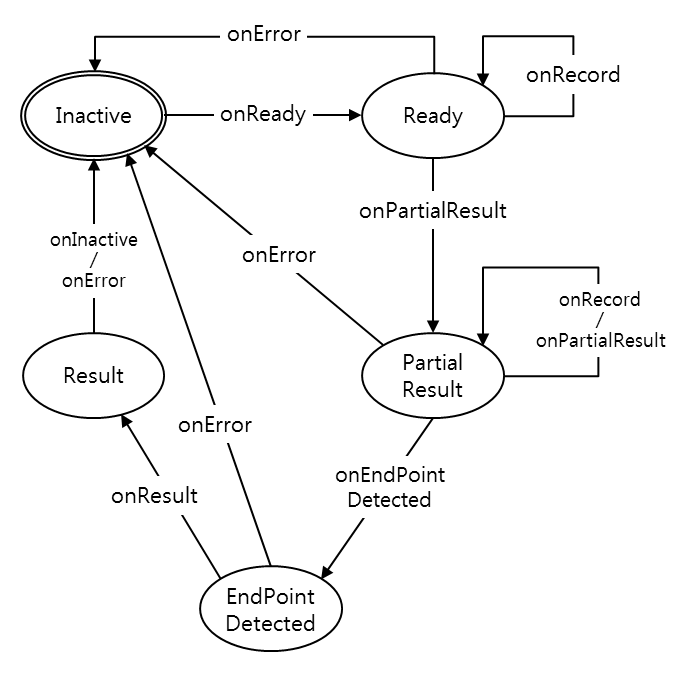 onError
onRecord
Inactive
onReady
Ready
onPartialResult
onInactive
/
onError
onError
onRecord
/
onPartialResult
Result
Partial
Result
onError
onEndPoint
Detected
onResult
EndPoint
Detected